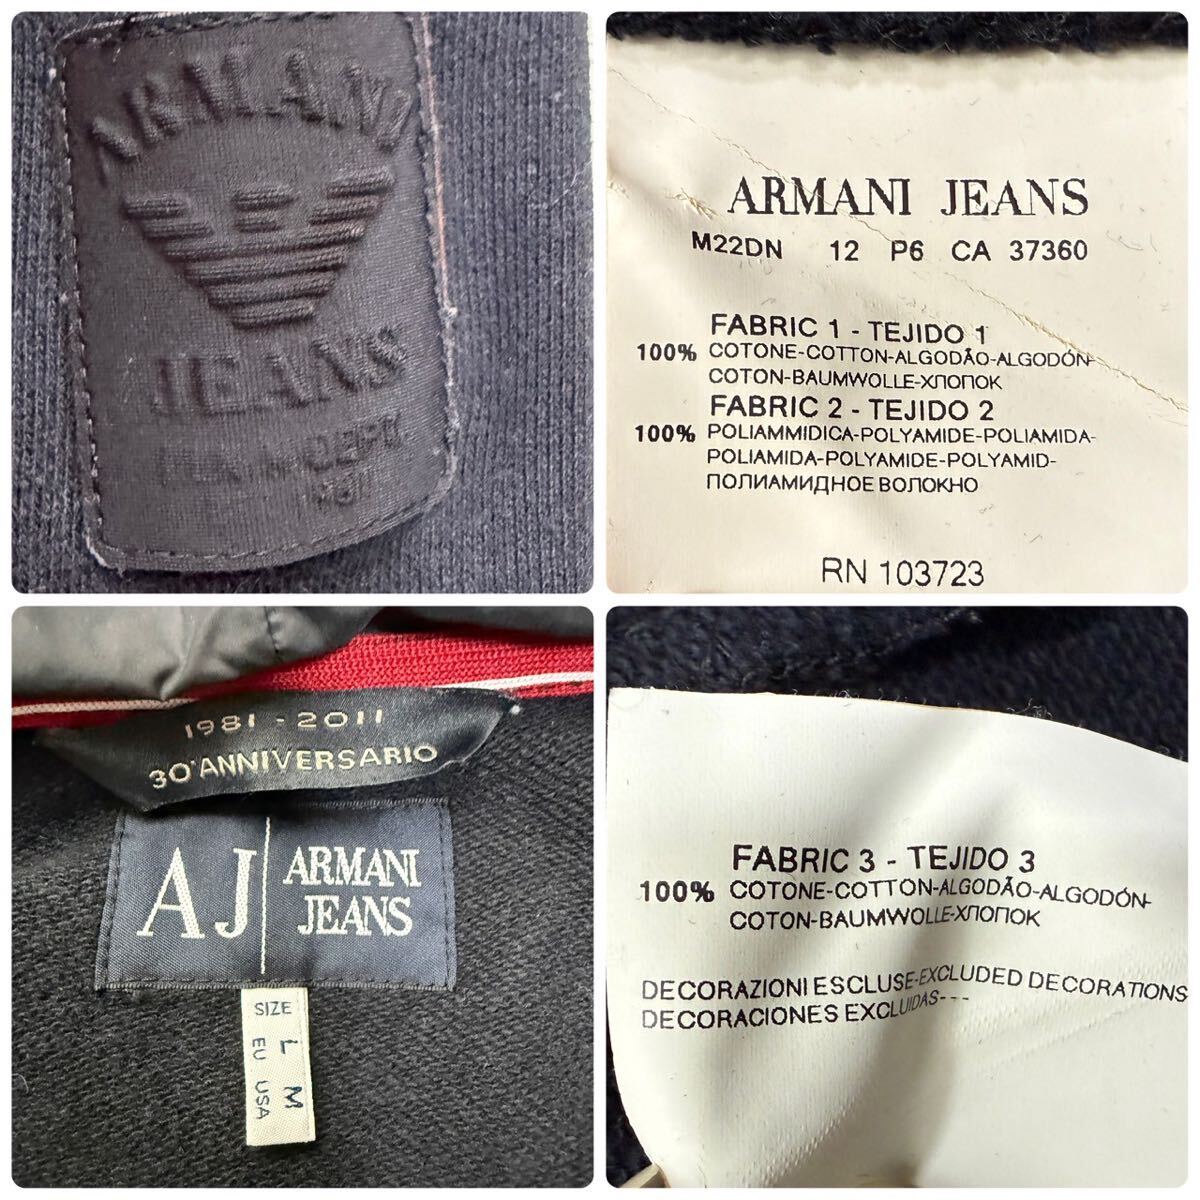 ARMANI
JEANS
ARMANI JEANS
M22DN 12 P6 CA 37360
FABRIC 1 - TEJIDO 1
100% COTONE-COTTON-ALGODÃO-ALGODÓN-
COTON-BAUMWOLLE-ХЛОПОК
FABRIC 2 - TEJIDO 2
100% POLIAMMIDICA-POLYAMIDE-POLIAMIDA-
POLIAMIDA-POLYAMIDE-POLYAMID-
ПОЛИАМИДНОЕ ВОЛОКНО
RN 103723
1981 - 2011
30°ANNIVERSARIO
AJ ARMANI
JEANS
SIZE
L M
EU USA
FABRIC 3 - TEJIDO 3
100% COTONE-COTTON-ALGODÃO-ALGODÓN-
COTON-BAUMWOLLE-ХЛОПОК
DECORAZIONI ESCLUSE-EXCLUDED DECORATIONS
DECORACIONES EXCLUIDAS---